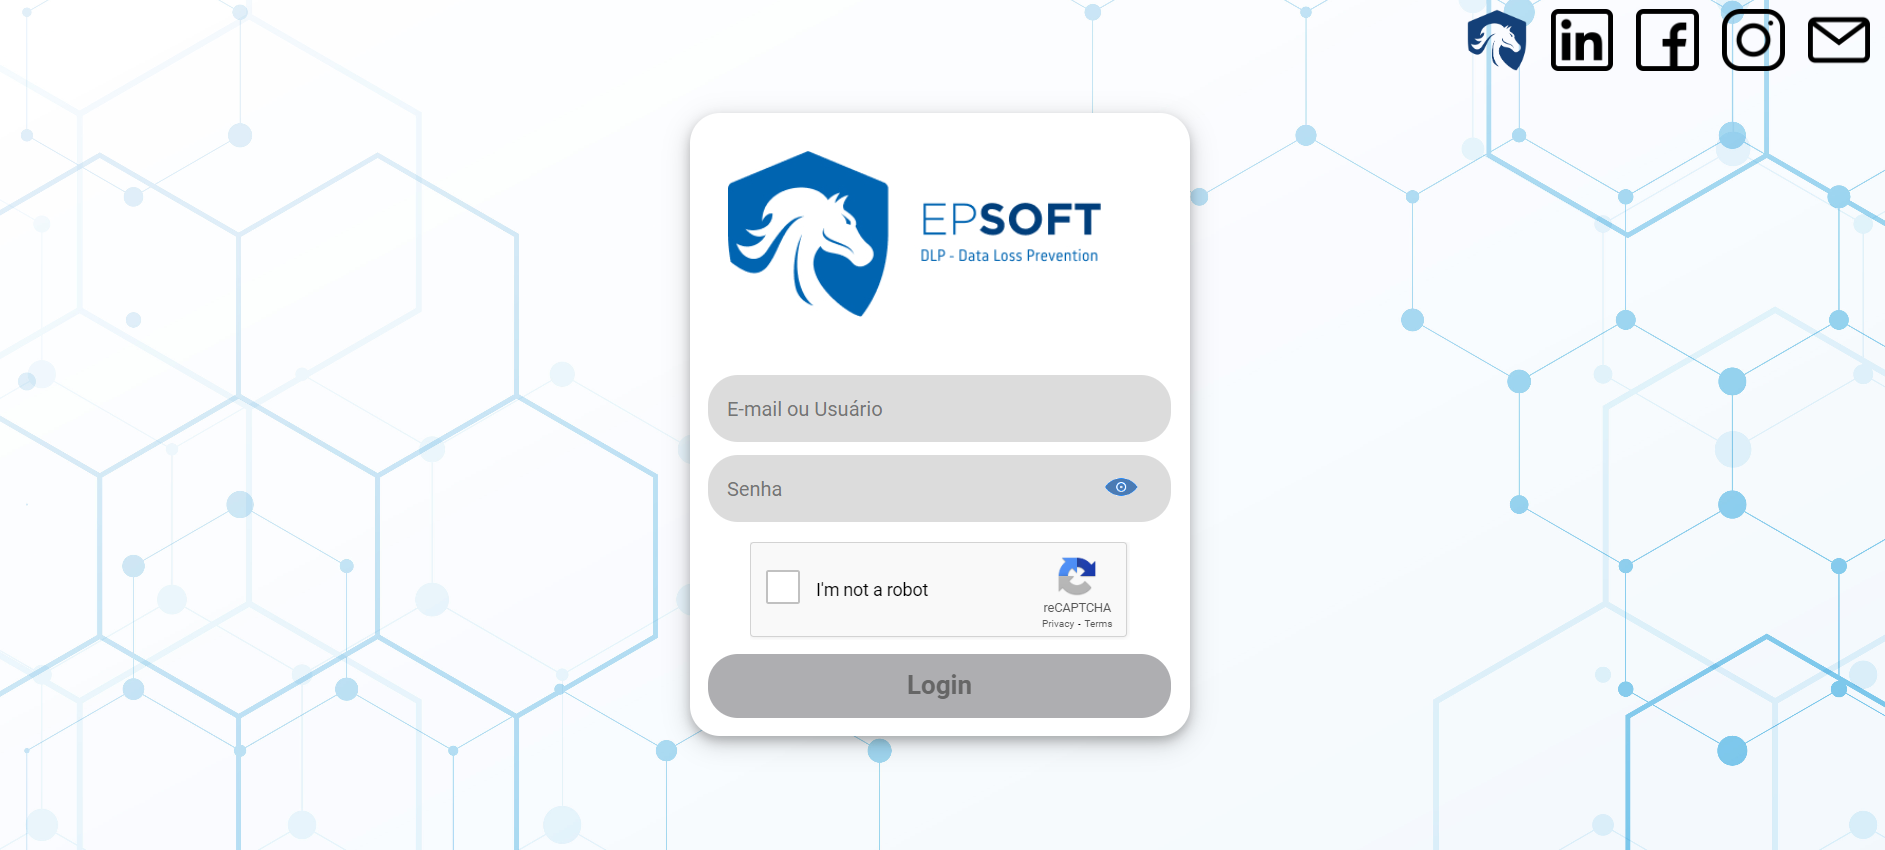 in
f
EPSOFT
DLP - Data Loss Prevention
E-mail ou Usuário
Senha
I'm not a robot
reCAPTCHA
Privacy - Terms
Login